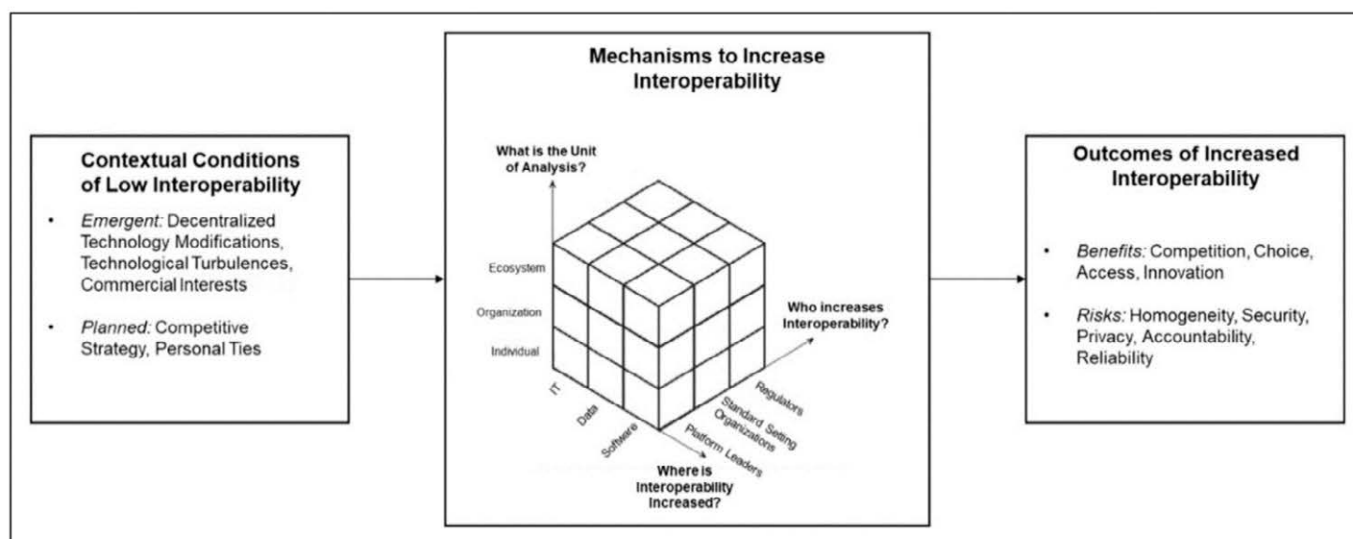 Contextual Conditions
of Low Interoperability
• Emergent: Decentralized
Technology Modifications,
Technological Turbulences,
Commercial Interests
• Planned: Competitive
Strategy, Personal Ties
Mechanisms to Increase
Interoperability
What is the Unit
of Analysis?
Ecosystem
Organization
Individual
IT
Data
Software
Where is
Interoperability
Increased?
Platform Leaders
Standard Setting
Organizations
Regulators
Who increases
Interoperability?
Outcomes of Increased
Interoperability
• Benefits: Competition, Choice,
Access, Innovation
• Risks: Homogeneity, Security,
Privacy, Accountability,
Reliability